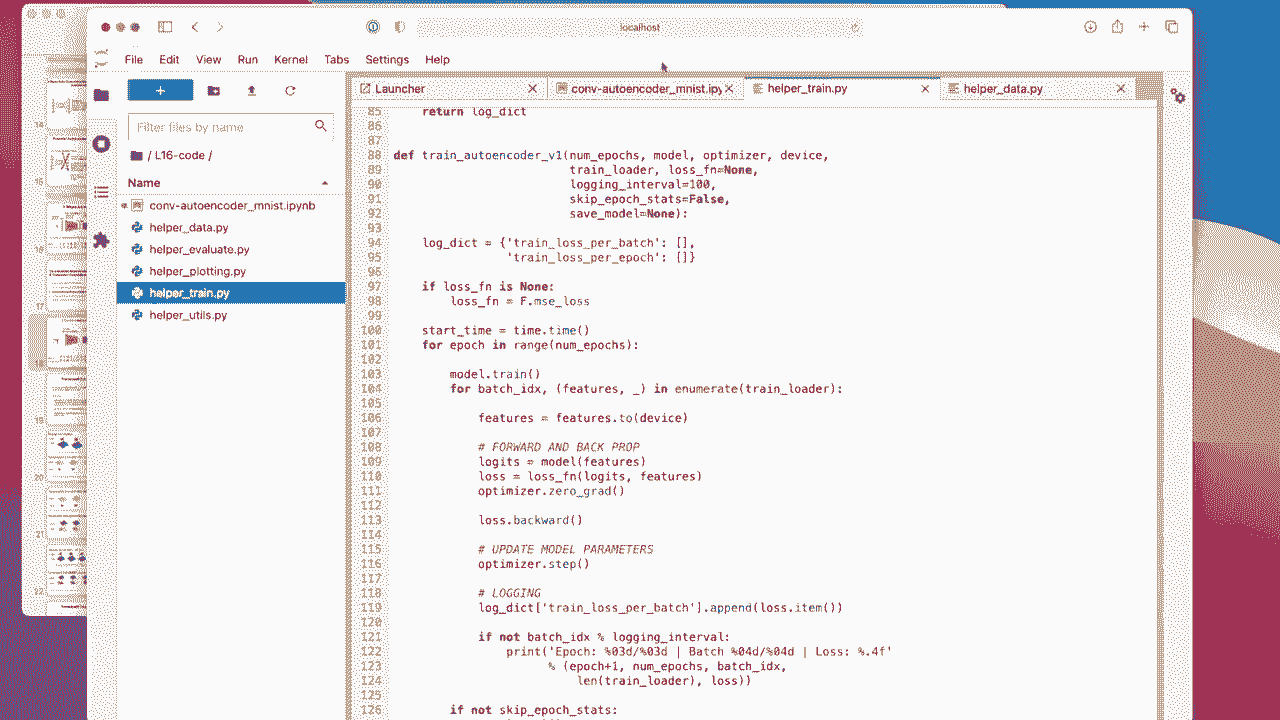 localhost
File Edit View Run Kernel Tabs Settings Help
Launcher
conv-autoencoder_mnist.ipy
helper_train.py
helper_data.py
Filter files by name
/ L16-code /
Name
conv-autoencoder_mnist.ipynb
helper_data.py
helper_evaluate.py
helper_plotting.py
helper_train.py
helper_utils.py
85 return log_dict
86
87
88 def train_autoencoder_v1(num_epochs, model, optimizer, device,
89 train_loader, loss_fn=None,
90 logging_interval=100,
91 skip_epoch_stats=False,
92 save_model=None):
93
94 log_dict = {'train_loss_per_batch': [],
95 'train_loss_per_epoch': []}
96
97 if loss_fn is None:
98 loss_fn = F.mse_loss
99
100 start_time = time.time()
101 for epoch in range(num_epochs):
102
103 model.train()
104 for batch_idx, (features, _) in enumerate(train_loader):
105
106 features = features.to(device)
107
108 # FORWARD AND BACK PROP
109 logits = model(features)
110 loss = loss_fn(logits, features)
111 optimizer.zero_grad()
112
113 loss.backward()
114
115 # UPDATE MODEL PARAMETERS
116 optimizer.step()
117
118 # LOGGING
119 log_dict['train_loss_per_batch'].append(loss.item())
120
121 if not batch_idx % logging_interval:
122 print('Epoch: %03d/%03d | Batch %04d/%04d | Loss: %.4f'
123 % (epoch+1, num_epochs, batch_idx,
124 len(train_loader), loss))
125
126 if not skip_epoch_stats: